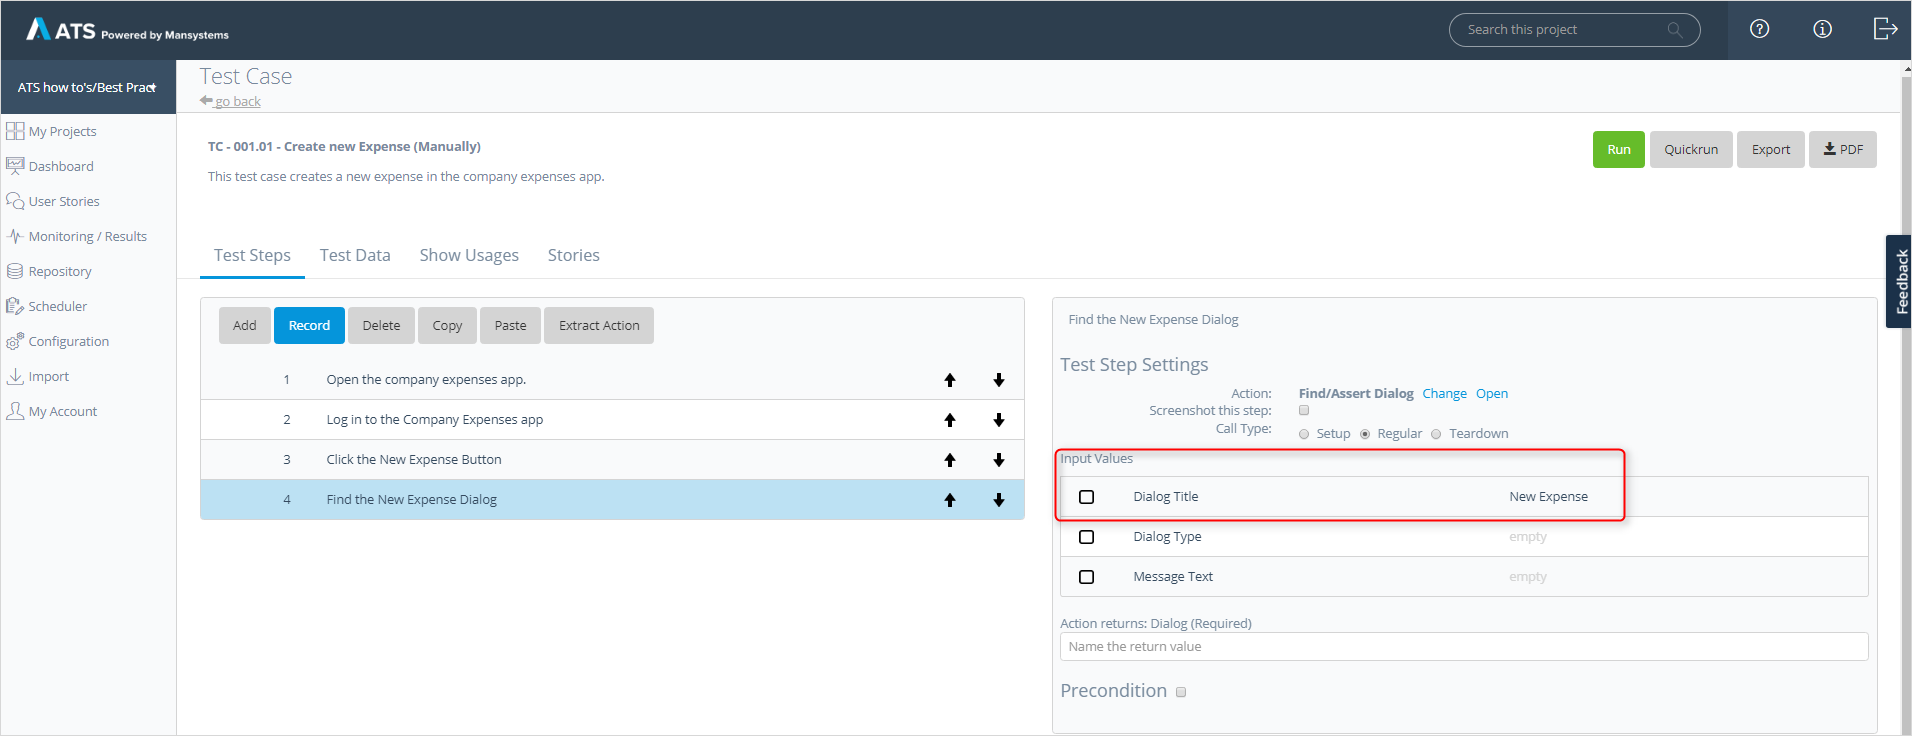 ATS Powered by Mansystems
Search this project
ATS how to's/Best Pract
My Projects
Dashboard
User Stories
Monitoring / Results
Repository
Scheduler
Configuration
Import
My Account
Test Case
go back
TC - 001.01 - Create new Expense (Manually)
This test case creates a new expense in the company expenses app.
Run Quickrun Export PDF
Test Steps Test Data Show Usages Stories
Add Record Delete Copy Paste Extract Action
1 Open the company expenses app.
2 Log in to the Company Expenses app
3 Click the New Expense Button
4 Find the New Expense Dialog
Find the New Expense Dialog
Test Step Settings
Action: Find/Assert Dialog Change Open
Screenshot this step:
Call Type: Setup Regular Teardown
Input Values
Dialog Title New Expense
Dialog Type empty
Message Text empty
Action returns: Dialog (Required)
Name the return value
Precondition
Feedback